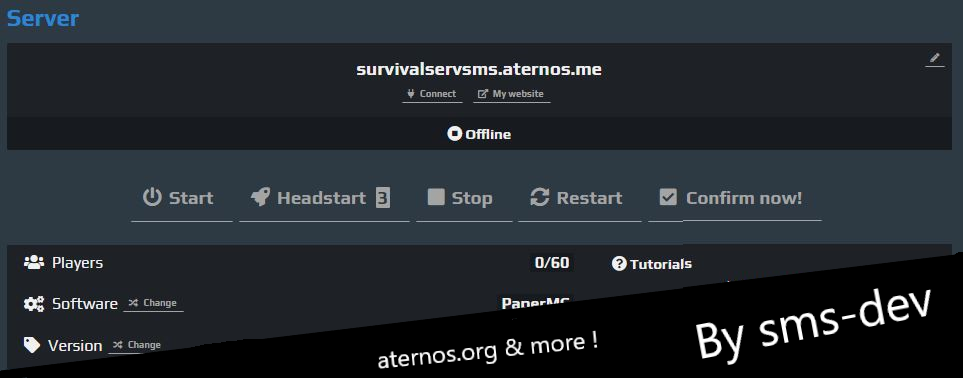 Server
survivalservsms.aternos.me
Connect My website
Offline
Start Headstart 3 Stop Restart Confirm now!
Players 0/60 Tutorials
Software Change
Version Change
aternos.org & more !
By sms-dev